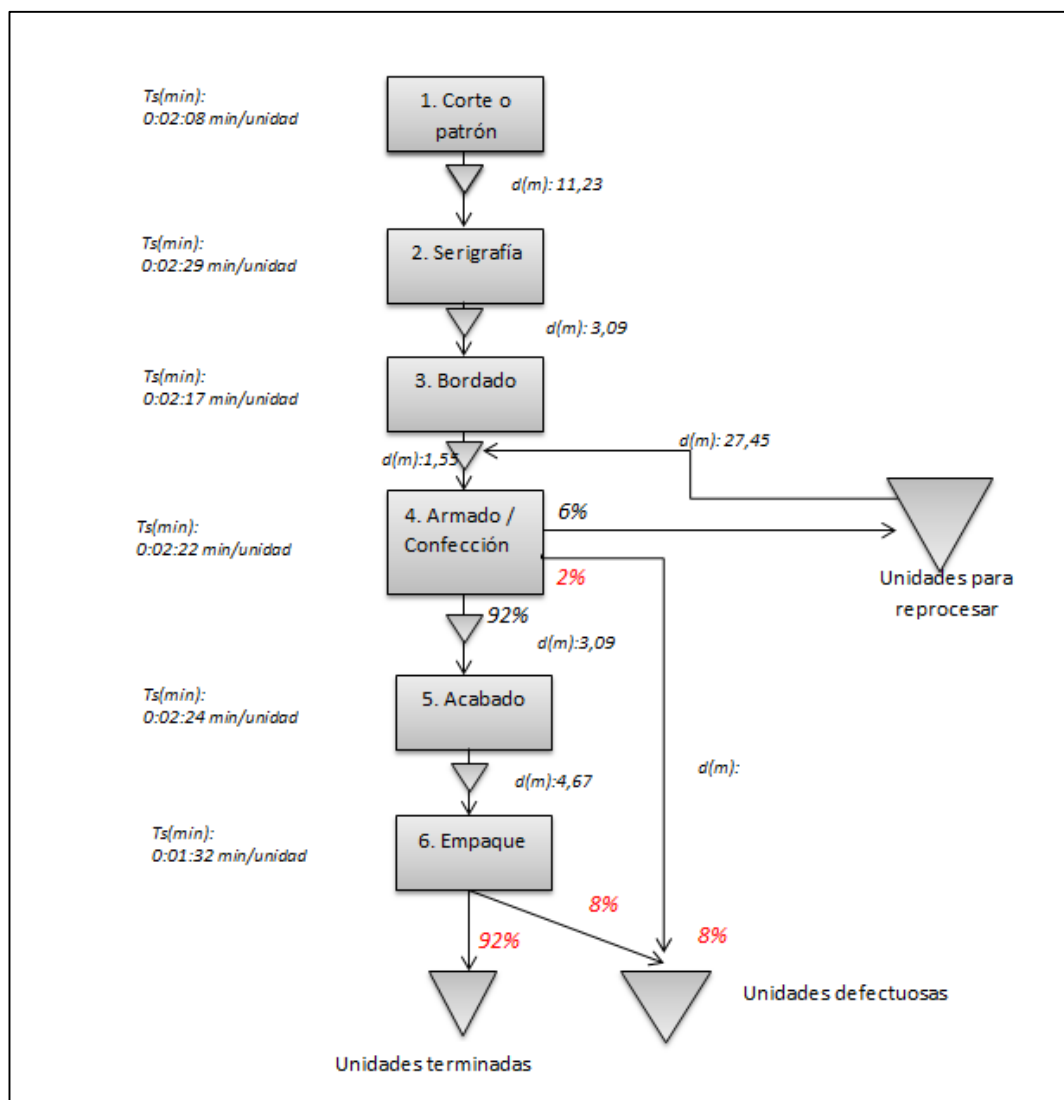 Ts(min):
0:02:08 min/unidad
1. Corte o
patrón
d(m): 11,23
Ts(min):
0:02:29 min/unidad
2. Serigrafía
d(m): 3,09
Ts(min):
0:02:17 min/unidad
3. Bordado
d(m): 27,45
d(m):1,55
Ts(min):
0:02:22 min/unidad
4. Armado /
Confección
6%
2%
Unidades para
reprocesar
92%
d(m):3,09
Ts(min):
0:02:24 min/unidad
5. Acabado
d(m):
d(m):4,67
Ts(min):
0:01:32 min/unidad
6. Empaque
8%
92%
8%
Unidades defectuosas
Unidades terminadas